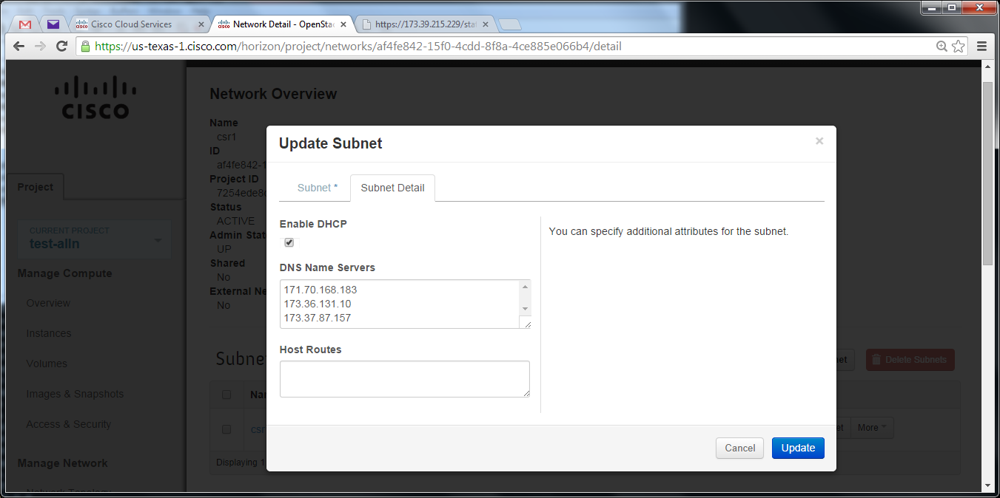 Cisco Cloud Services
Network Detail - OpenStac
https://173.39.215.229/sta
https://us-texas-1.cisco.com/horizon/project/networks/af4fe842-15f0-4cdd-8f8a-4ce885e066b4/detail
CISCO
Project
CURRENT PROJECT
test-alln
Manage Compute
Overview
Instances
Volumes
Images & Snapshots
Access & Security
Manage Network
Network Topology
Network Overview
Name
csr1
ID
af4fe842-1
Project ID
7254ede8c
Status
ACTIVE
Admin Stat
UP
Shared
No
External Ne
No
Subne
et
Delete Subnets
Nar
csr
et
More
Displaying 1
Update Subnet
×
Subnet *
Subnet Detail
Enable DHCP
DNS Name Servers
171.70.168.183
173.36.131.10
173.37.87.157
Host Routes
You can specify additional attributes for the subnet.
Cancel
Update